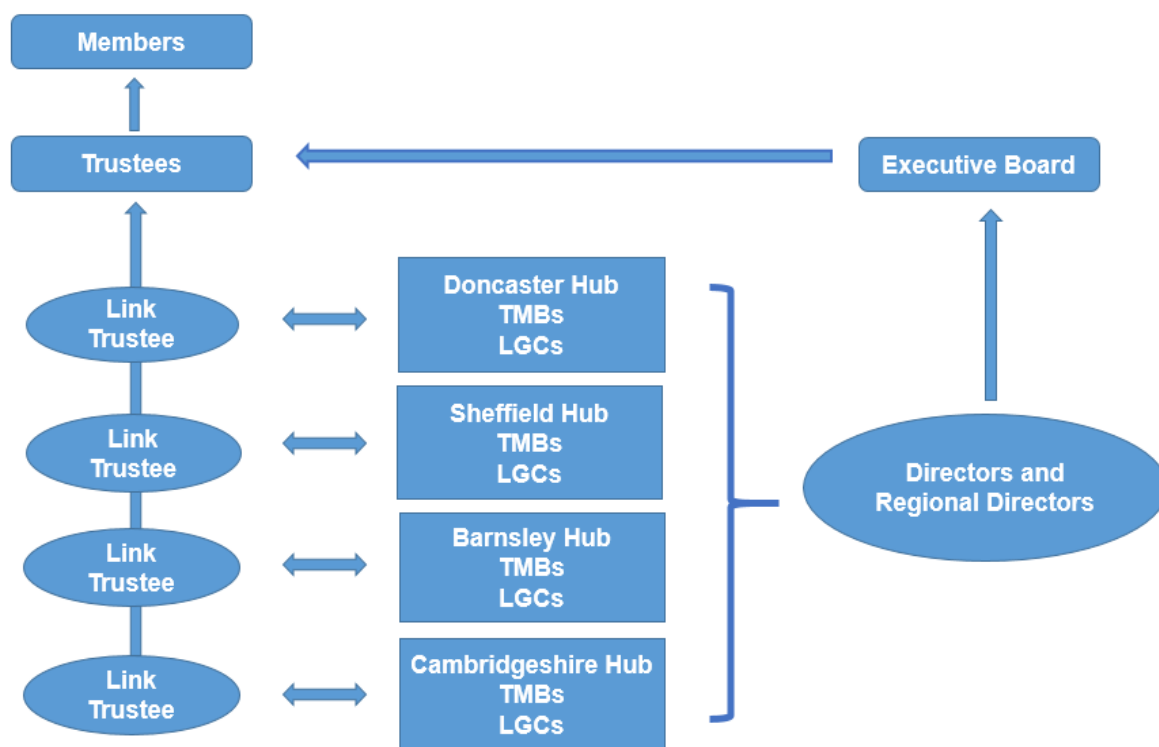 Members
Trustees
Executive Board
Link
Trustee
Doncaster Hub
TMBs
LGCs
Link
Trustee
Sheffield Hub
TMBs
LGCs
Directors and
Regional Directors
Link
Trustee
Barnsley Hub
TMBs
LGCs
Link
Trustee
Cambridgeshire Hub
TMBs
LGCs